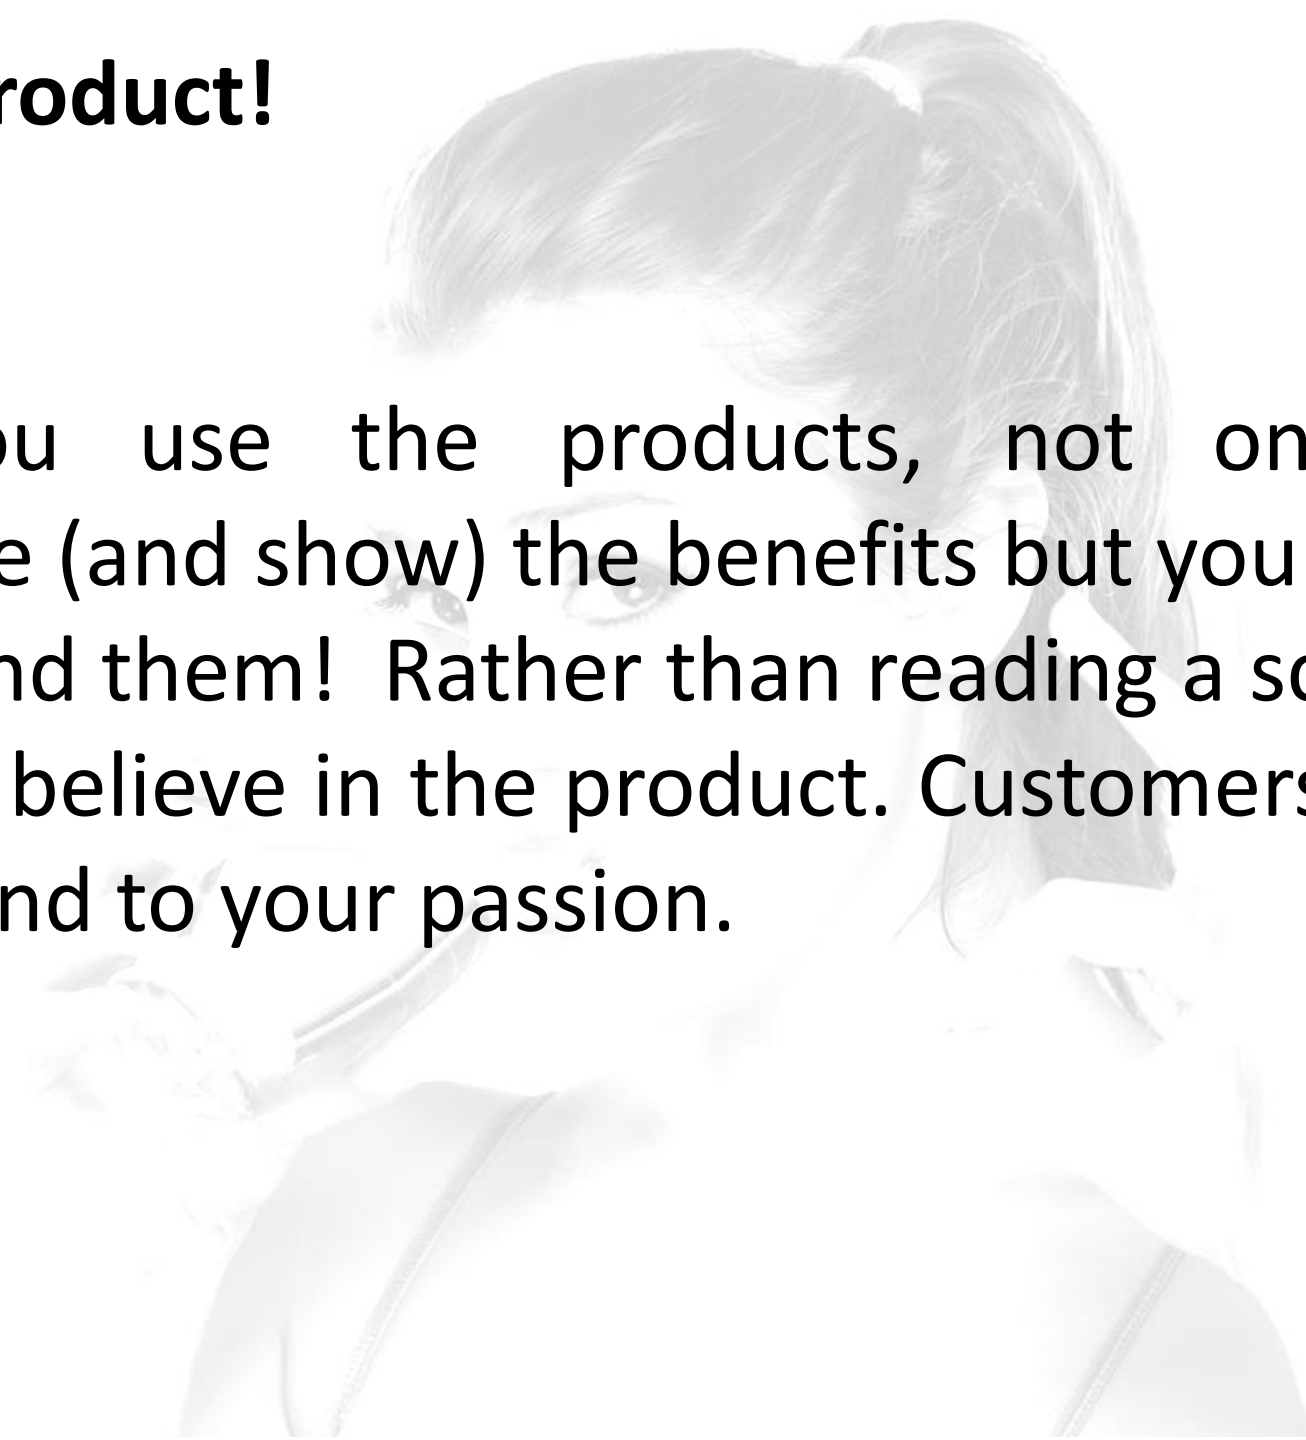 roduct!
ou use the products, not on
e (and show) the benefits but you
nd them! Rather than reading a sc
believe in the product. Customers
nd to your passion.